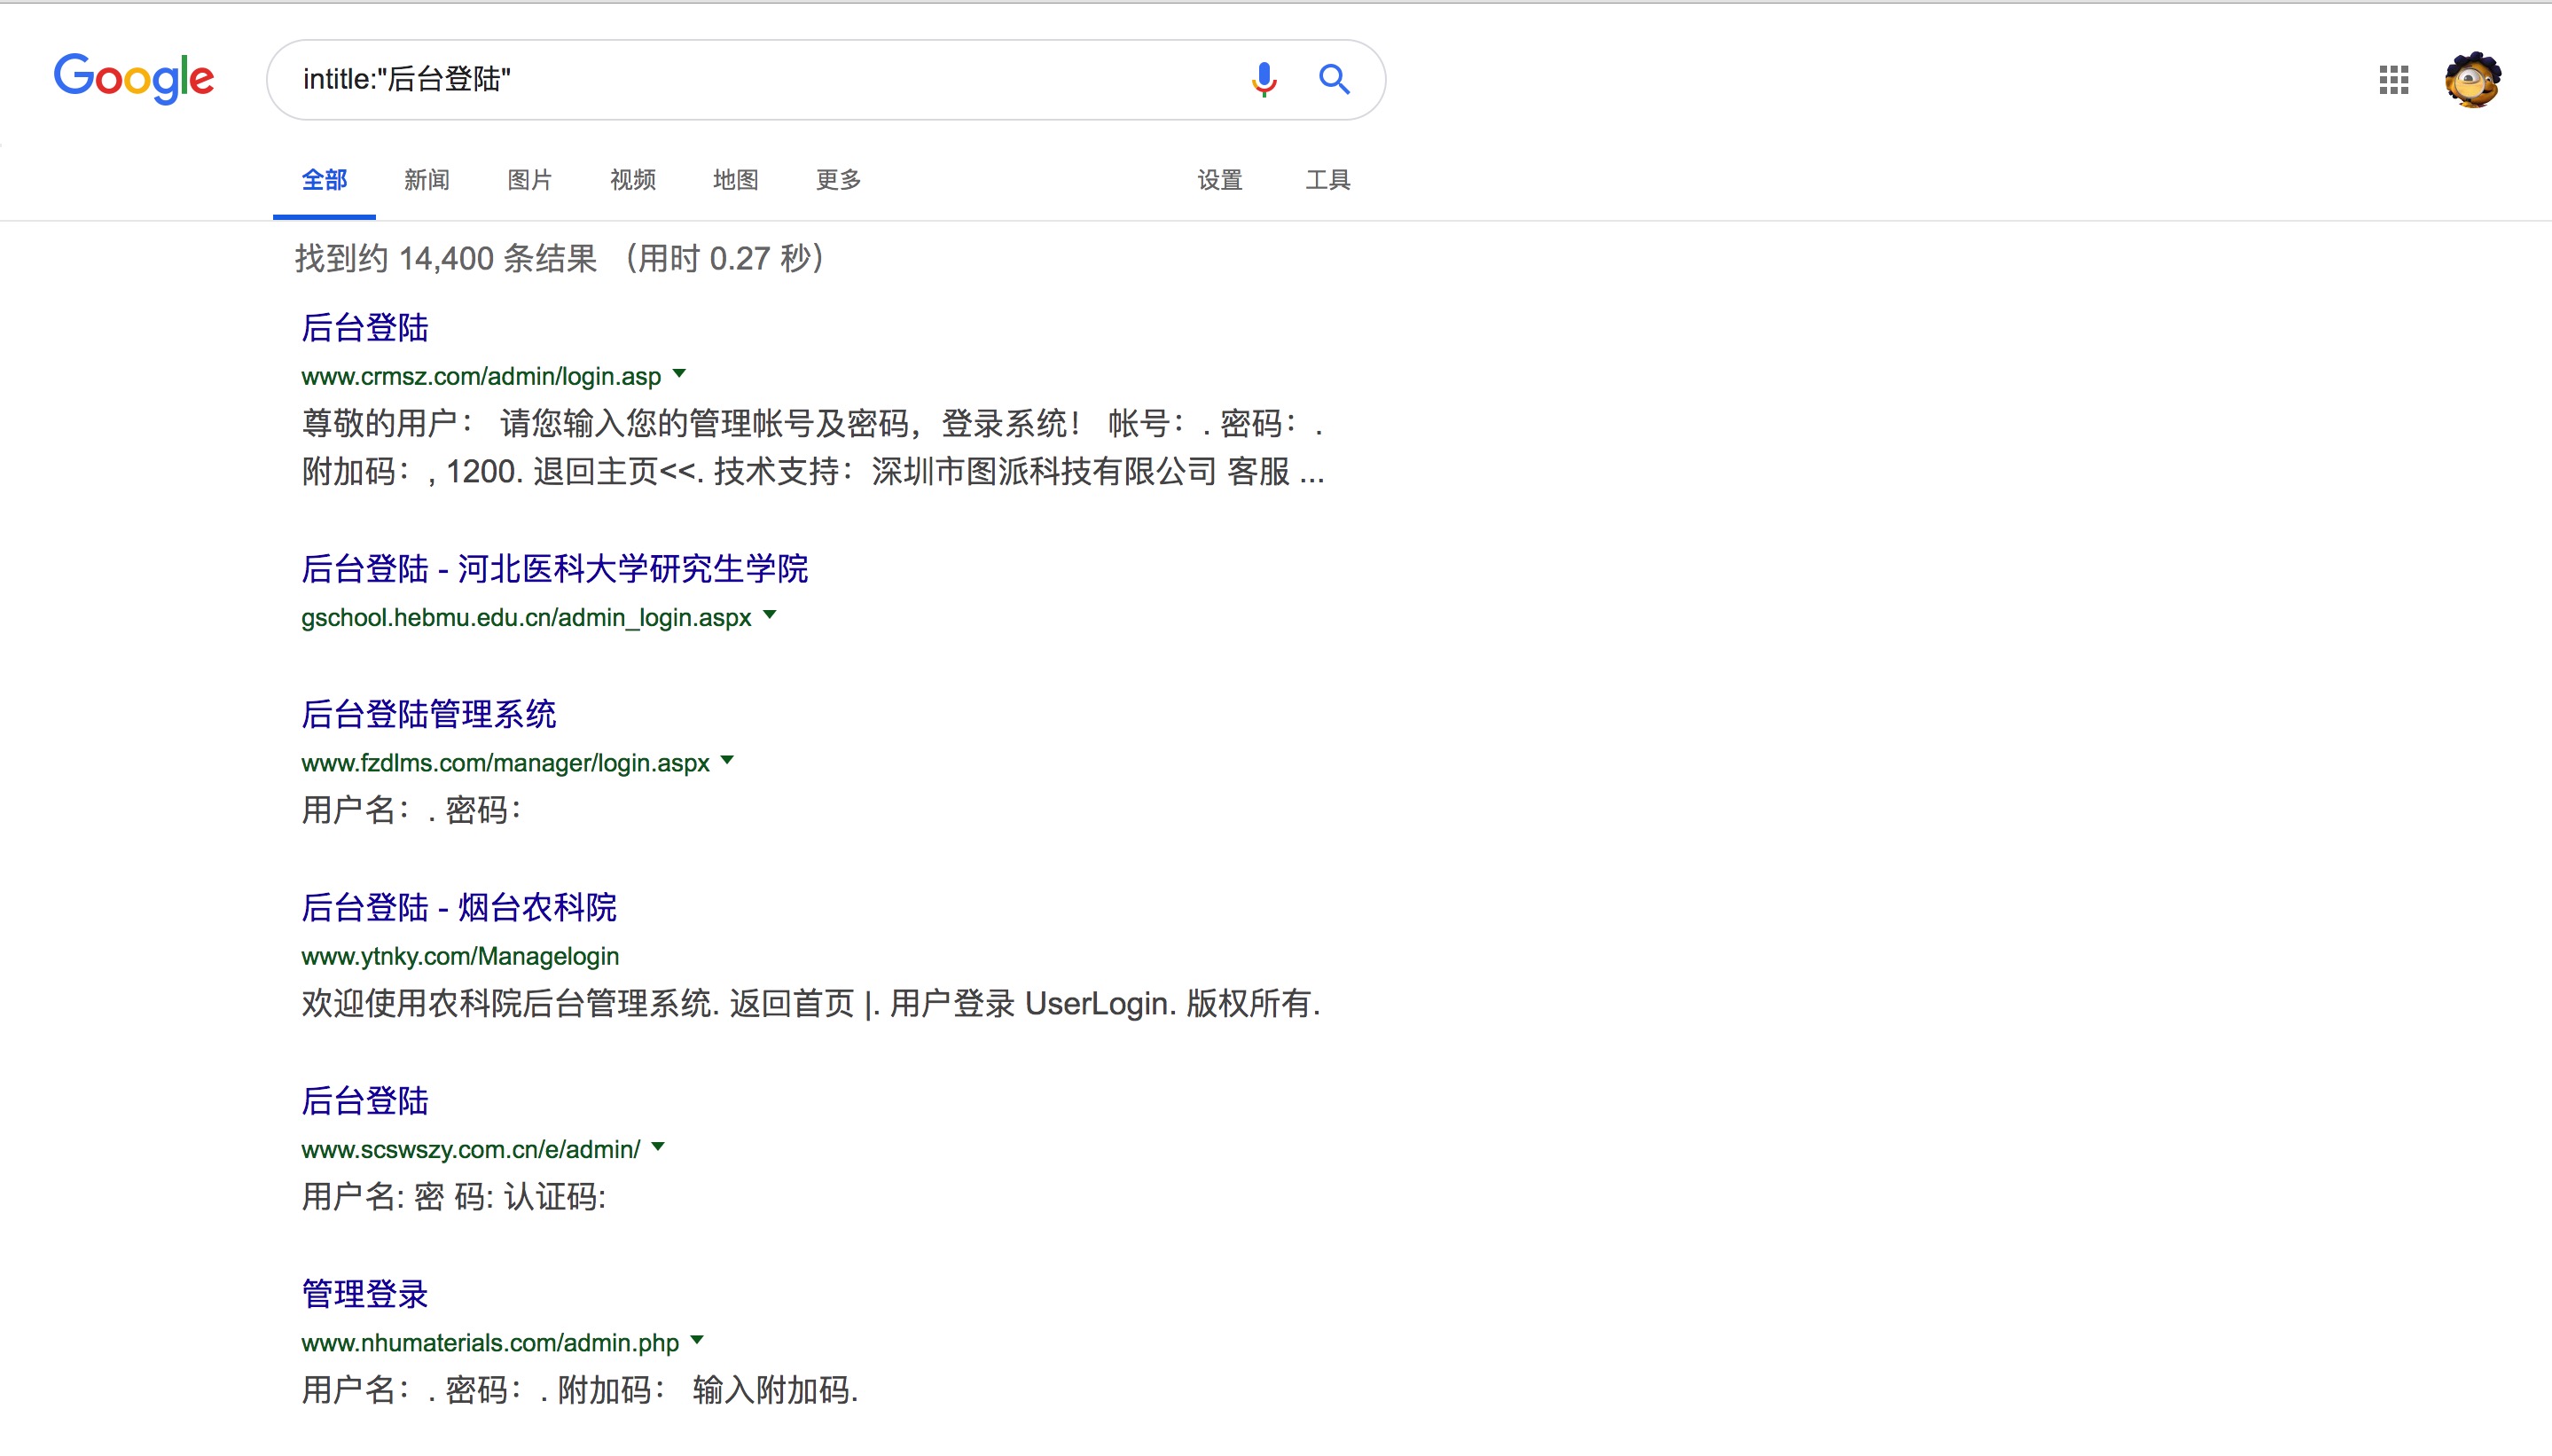 Google
intitle:"后台登陆"
全部 新闻 图片 视频 地图 更多 设置 工具
找到约 14,400 条结果 （用时 0.27 秒）
后台登陆
www.crmsz.com/admin/login.asp
尊敬的用户： 请您输入您的管理帐号及密码，登录系统！ 帐号：. 密码：.
附加码：, 1200. 退回主页<<. 技术支持：深圳市图派科技有限公司 客服 ...
后台登陆 - 河北医科大学研究生学院
gschool.hebmu.edu.cn/admin_login.aspx
后台登陆管理系统
www.fzdlms.com/manager/login.aspx
用户名：. 密码：
后台登陆 - 烟台农科院
www.ytnky.com/Managelogin
欢迎使用农科院后台管理系统. 返回首页 |. 用户登录 UserLogin. 版权所有.
后台登陆
www.scswszy.com.cn/e/admin/
用户名: 密 码: 认证码:
管理登录
www.nhumaterials.com/admin.php
用户名：. 密码：. 附加码： 输入附加码.